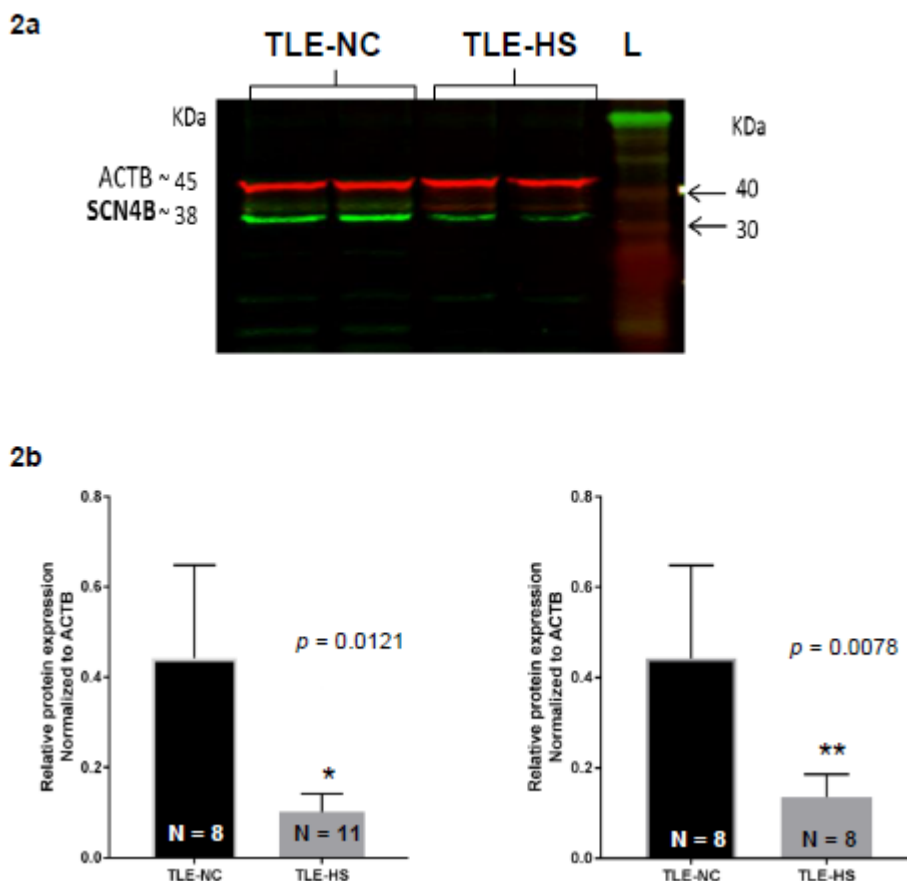 2a
TLE-NC TLE-HS L
KDa KDa
ACTB ~ 45
40
SCN4B ~ 38
30
2b
Relative protein expression
Normalized to ACTB
0.8
0.6
0.4
0.2
0.0
p = 0.0121
*
N = 8 N = 11
TLE-NC TLE-HS
Relative protein expression
Normalized to ACTB
0.8
0.6
0.4
0.2
0.0
p = 0.0078
**
N = 8 N = 8
TLE-NC TLE-HS